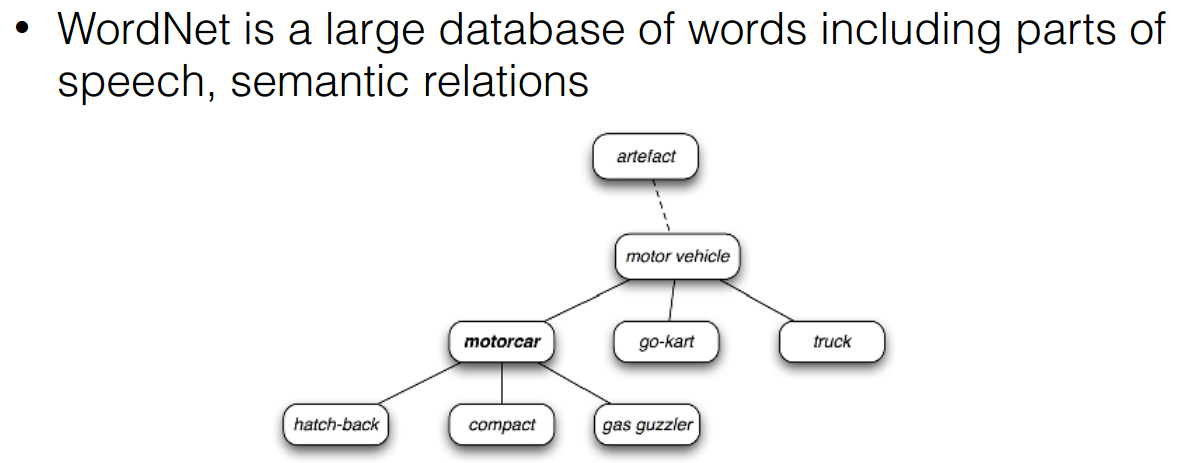 • WordNet is a large database of words including parts of
speech, semantic relations
artefact
motor vehicle
motorcar
go-kart
truck
hatch-back
compact
gas guzzler